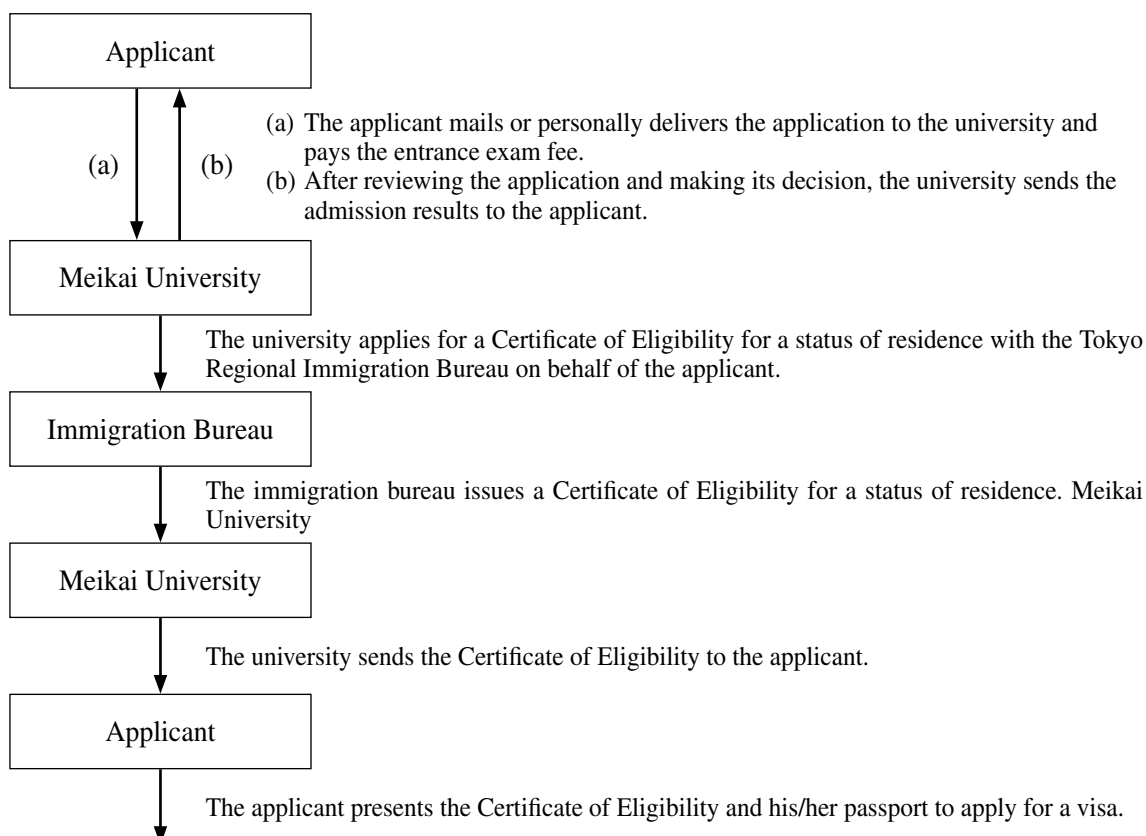 Applicant
(a)
(b)
(a) The applicant mails or personally delivers the application to the university and
pays the entrance exam fee.
(b) After reviewing the application and making its decision, the university sends the
admission results to the applicant.
Meikai University
The university applies for a Certificate of Eligibility for a status of residence with the Tokyo
Regional Immigration Bureau on behalf of the applicant.
Immigration Bureau
The immigration bureau issues a Certificate of Eligibility for a status of residence. Meikai
University
Meikai University
The university sends the Certificate of Eligibility to the applicant.
Applicant
The applicant presents the Certificate of Eligibility and his/her passport to apply for a visa.